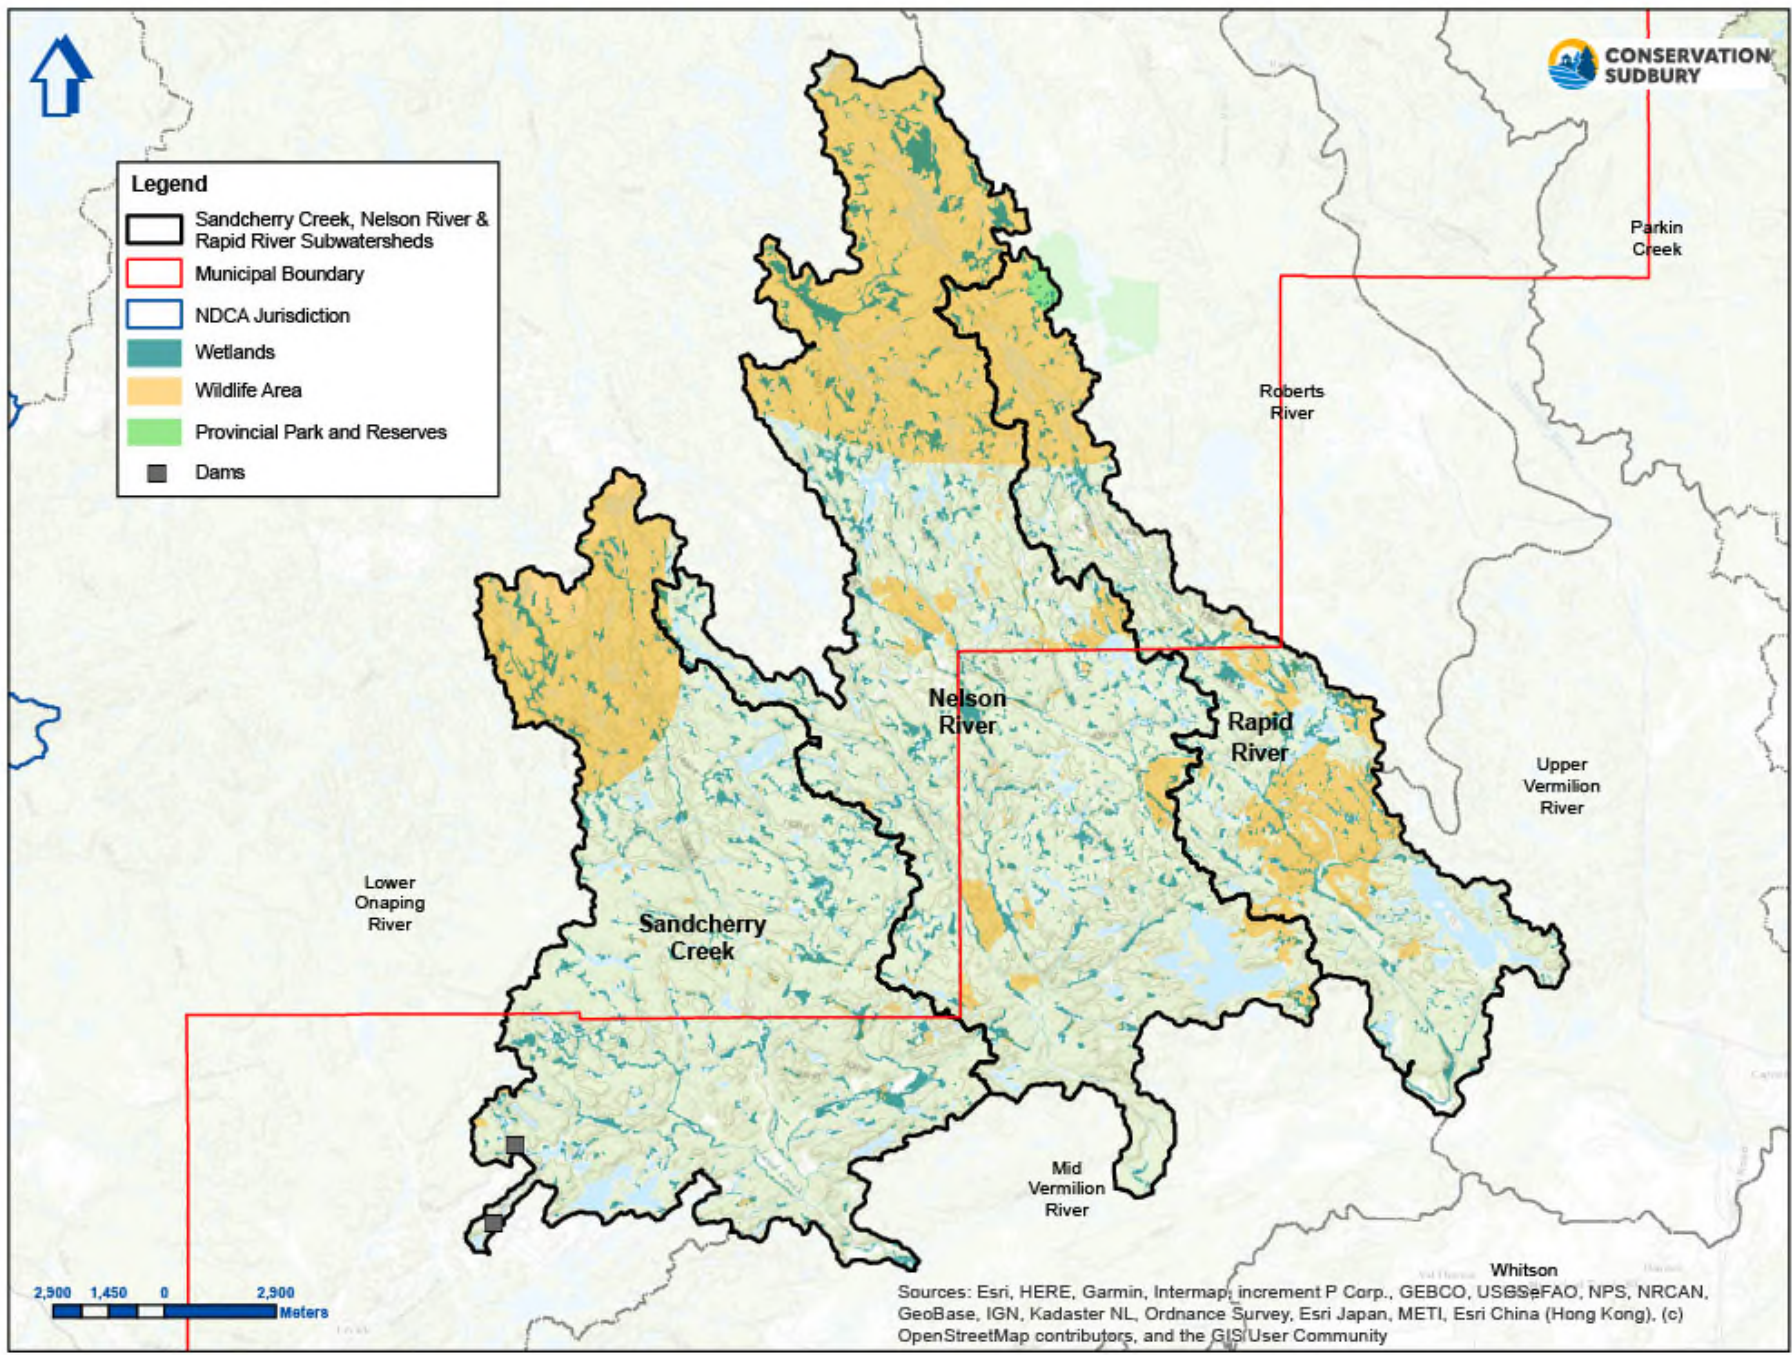 CONSERVATION
SUDBURY
Legend
Sandcherry Creek, Nelson River &
Rapid River Subwatersheds
Municipal Boundary
NDCA Jurisdiction
Wetlands
Wildlife Area
Provincial Park and Reserves
Dams
Parkin
Creek
Roberts
River
Nelson
River
Rapid
River
Upper
Vermilion
River
Lower
Onaping
River
Sandcherry
Creek
Mid
Vermilion
River
Whitson
2,900 1,450 0 2,900
Meters
Sources: Esri, HERE, Garmin, Intermap, increment P Corp., GEBCO, FAO, NPS, NRCAN,
GeoBase, IGN, Kadaster NL, Ordnance Survey, Esri Japan, METI, Esri China (Hong Kong), (c)
OpenStreetMap contributors, and the GIS User Community